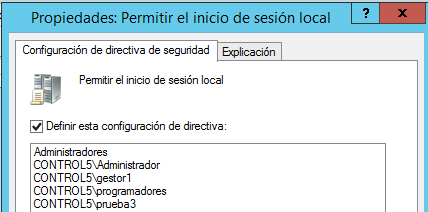 Propiedades: Permitir el inicio de sesión local
?
x
Configuración de directiva de seguridad
Explicación
Permitir el inicio de sesión local
Definir esta configuración de directiva:
Administradores
CONTROL5\Administrador
CONTROL5\gestor1
CONTROL5\programadores
CONTROL5\prueba3